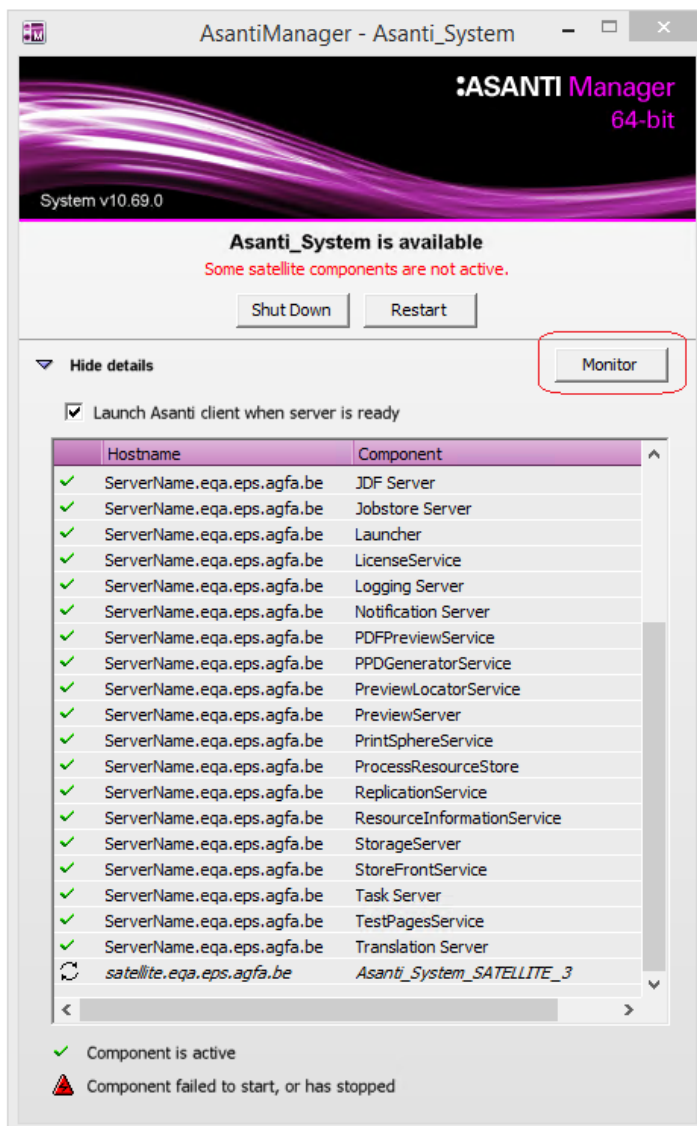 AsantiManager - Asanti_System
:ASANTI Manager
64-bit
System v10.69.0
Asanti_System is available
Some satellite components are not active.
Shut Down Restart
Hide details Monitor
Launch Asanti client when server is ready
Hostname Component
ServerName.eqa.eps.agfa.be JDF Server
ServerName.eqa.eps.agfa.be Jobstore Server
ServerName.eqa.eps.agfa.be Launcher
ServerName.eqa.eps.agfa.be LicenseService
ServerName.eqa.eps.agfa.be Logging Server
ServerName.eqa.eps.agfa.be Notification Server
ServerName.eqa.eps.agfa.be PDFPreviewService
ServerName.eqa.eps.agfa.be PPDGeneratorService
ServerName.eqa.eps.agfa.be PreviewLocatorService
ServerName.eqa.eps.agfa.be PreviewServer
ServerName.eqa.eps.agfa.be PrintSphereService
ServerName.eqa.eps.agfa.be ProcessResourceStore
ServerName.eqa.eps.agfa.be ReplicationService
ServerName.eqa.eps.agfa.be ResourceInformationService
ServerName.eqa.eps.agfa.be StorageServer
ServerName.eqa.eps.agfa.be StoreFrontService
ServerName.eqa.eps.agfa.be Task Server
ServerName.eqa.eps.agfa.be TestPagesService
ServerName.eqa.eps.agfa.be Translation Server
satellite.eqa.eps.agfa.be Asanti_System_SATELLITE_3
Component is active
Component failed to start, or has stopped